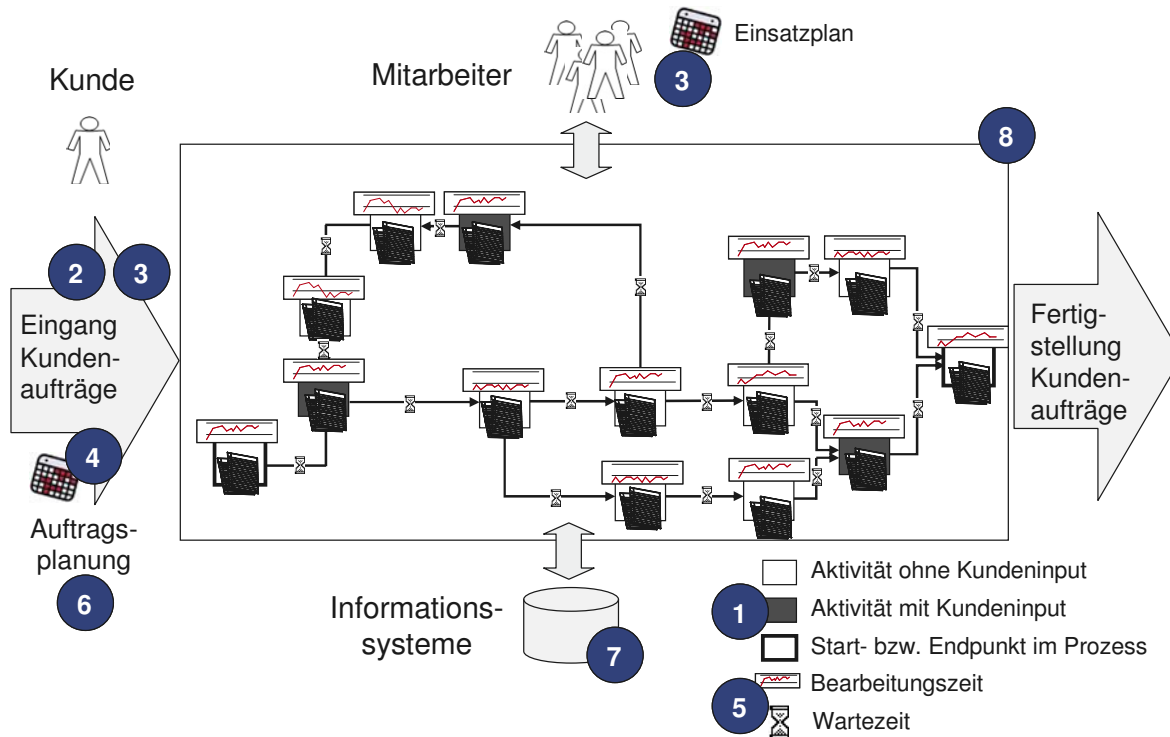 Kunde
Mitarbeiter
Einsatzplan
3
8
2
3
Eingang
Kunden-
aufträge
4
Auftrags-
planung
6
Fertig-
stellung
Kunden-
aufträge
Informations-
systeme
7
Aktivität ohne Kundeninput
1
Aktivität mit Kundeninput
Start- bzw. Endpunkt im Prozess
Bearbeitungszeit
5
Wartezeit